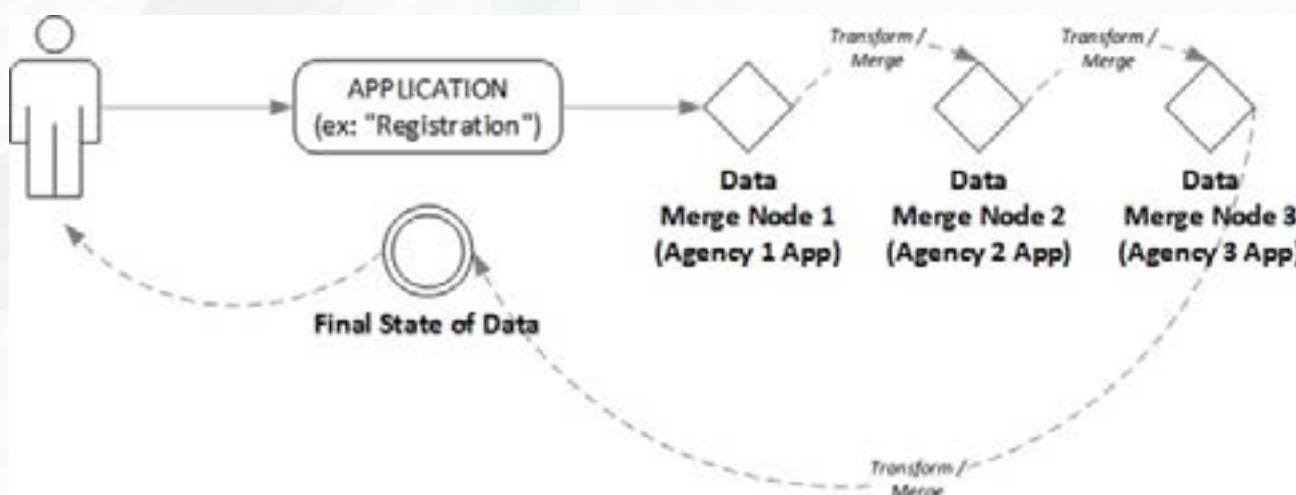 Transform /
Merge
Transform /
Merge
APPLICATION
(ex: "Registration")
Data
Merge Node 1
(Agency 1 App)
Data
Merge Node 2
(Agency 2 App)
Data
Merge Node 3
(Agency 3 App)
Final State of Data
Transform /
Merge